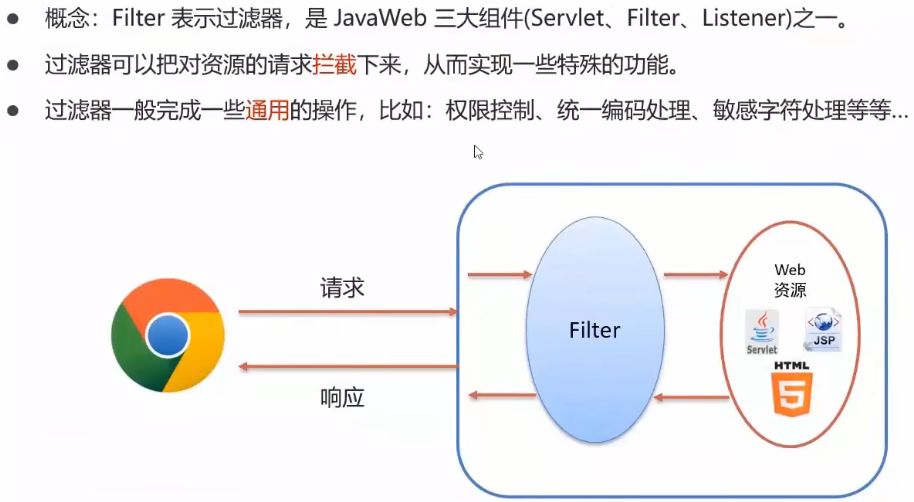 概念：Filter 表示过滤器，是 JavaWeb 三大组件(Servlet、Filter、Listener)之一。
过滤器可以把对资源的请求拦截下来，从而实现一些特殊的功能。
过滤器一般完成一些通用的操作，比如：权限控制、统一编码处理、敏感字符处理等等...
请求
响应
Filter
Web
资源
Servlet
JSP
HTML
5